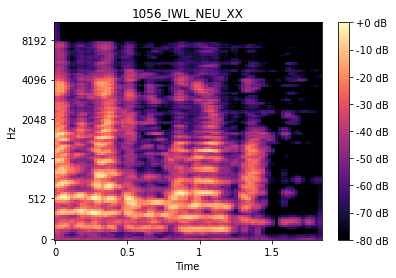 1056_IWL_NEU_XX
8192
4096
2048
1024
512
0
Hz
0
0.5
1
1.5
Time
+0 dB
-10 dB
-20 dB
-30 dB
-40 dB
-50 dB
-60 dB
-70 dB
-80 dB